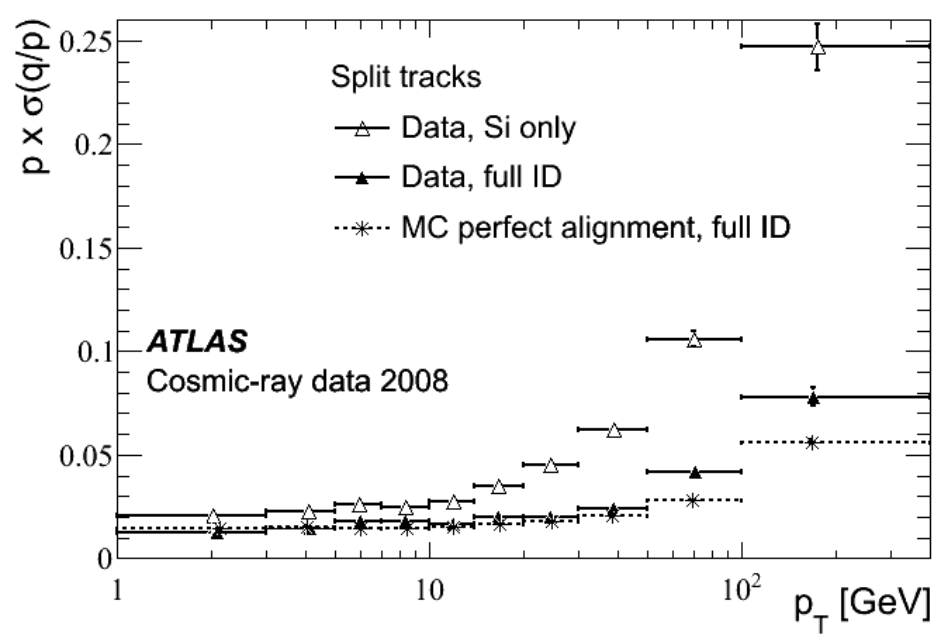 p x σ(q/p)
0.25
0.2
0.15
0.1
0.05
0
Split tracks
Data, Si only
Data, full ID
MC perfect alignment, full ID
ATLAS
Cosmic-ray data 2008
1 10 10²
p_T [GeV]